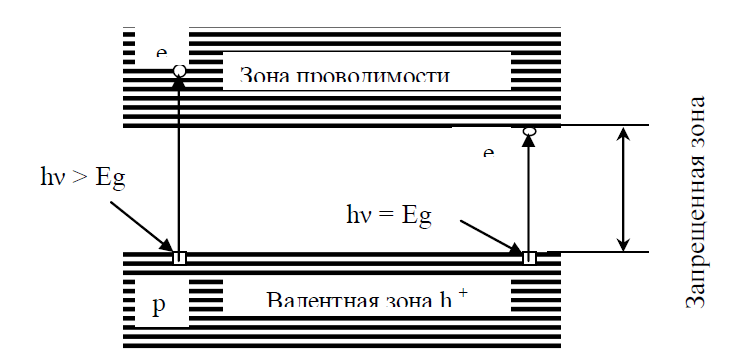 e
Зона проводимости
e
hν > Eg
hν = Eg
Запрещенная зона
p
Валентная зона h +